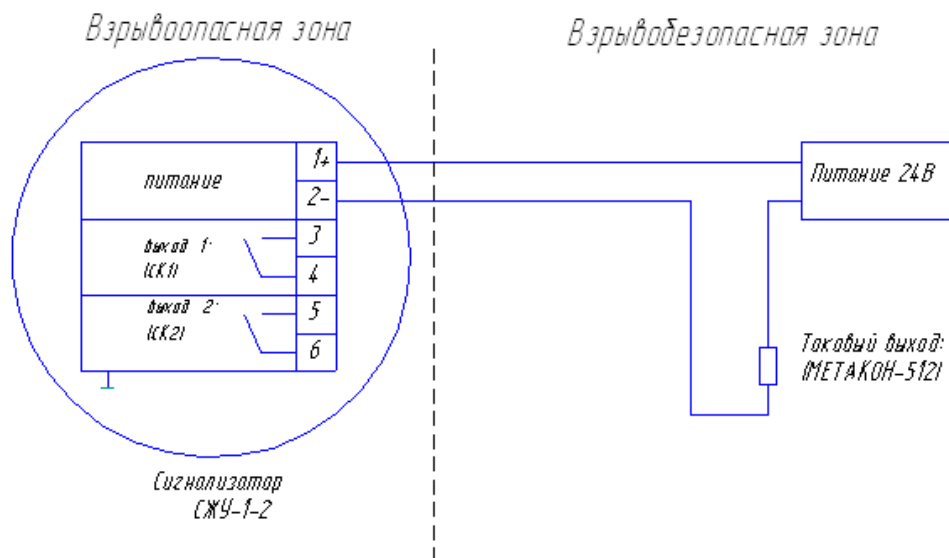 Взрывоопасная зона
Взрывобезопасная зона
питание
1+
2-
выход 1:
(СК1)
3
4
выход 2:
(СК2)
5
6
Питание 24В
Токовый выход:
(МЕТАКОН-512)
Сигнализатор
СЖУ-1-2